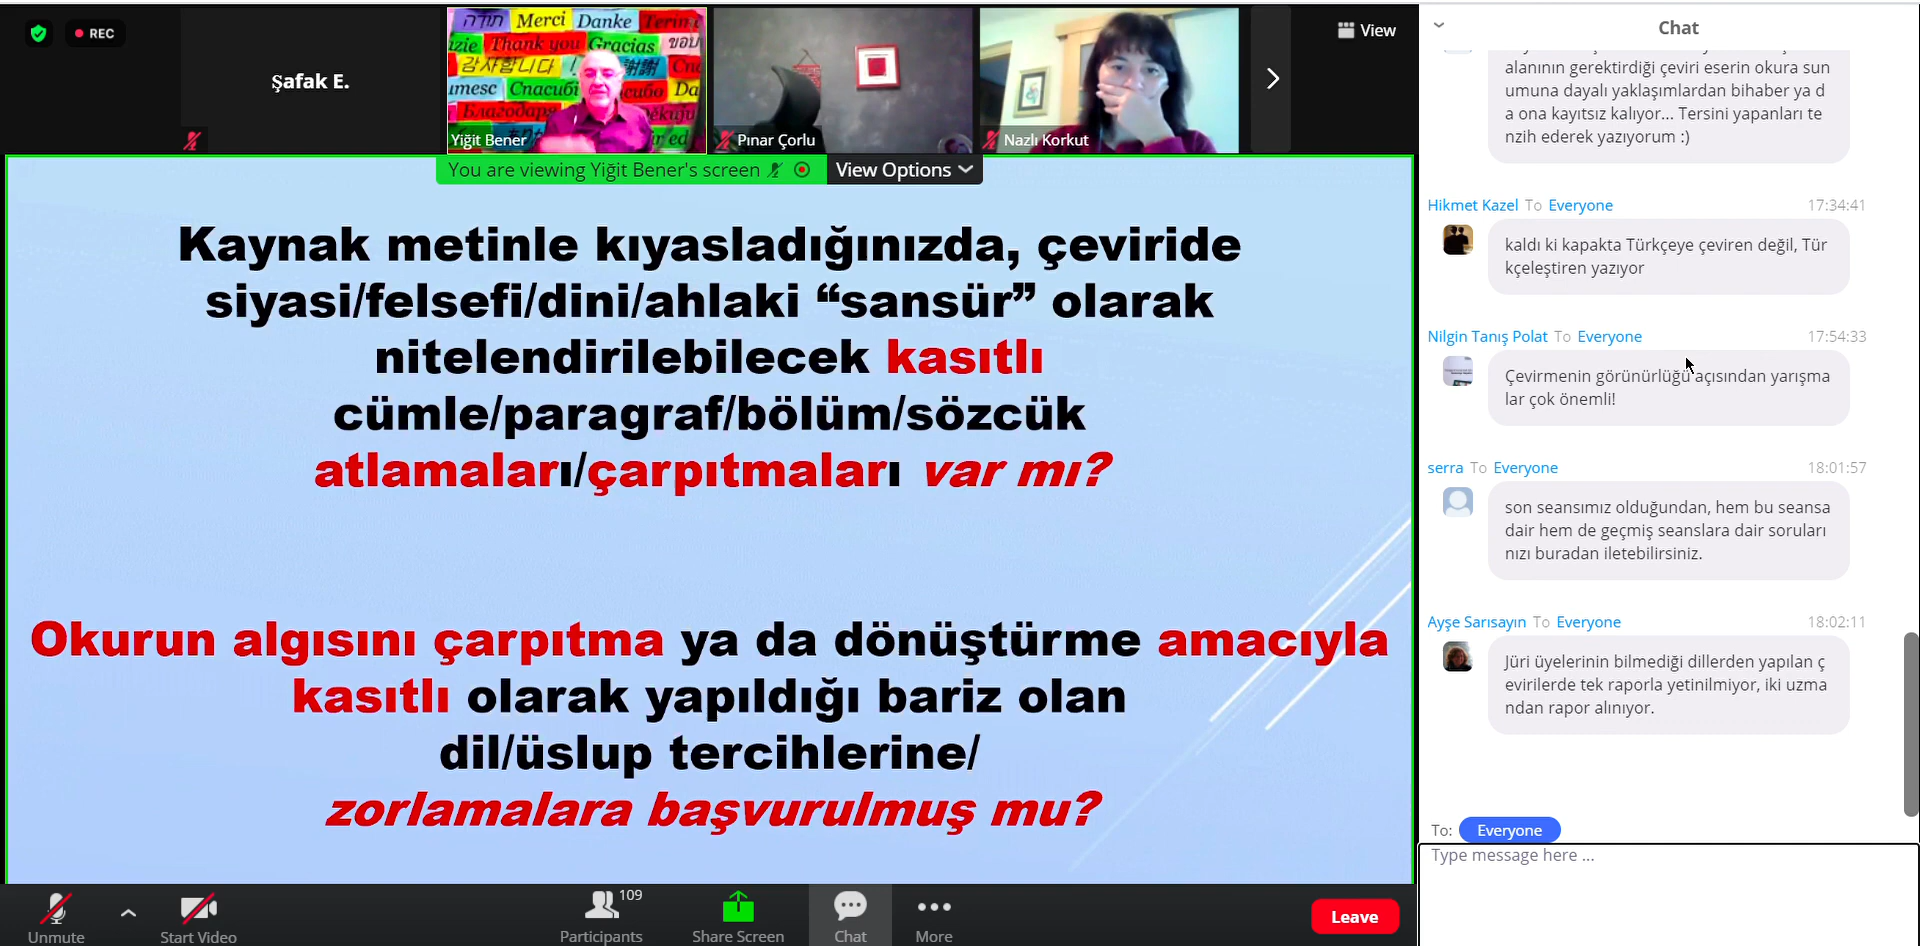 REC
Şafak E.
תודה Merci Danke
Thank you Gracias
감사합니다 !
Спасибі
Yiğit Bener
Pınar Çorlu
Nazlı Korkut
View
You are viewing Yiğit Bener's screen
View Options
Kaynak metinle kıyasladığınızda, çeviride
siyasi/felsefi/dini/ahlaki “sansür” olarak
nitelendirilebilecek kasıtlı
cümle/paragraf/bölüm/sözcük
atlamaları/çarpıtmaları var mı?
Okurun algısını çarpıtma ya da dönüştürme amacıyla
kasıtlı olarak yapıldığı bariz olan
dil/üslup tercihlerine/
zorlamalara başvurulmuş mu?
Unmute
Start Video
109
Participants
Share Screen
Chat
More
Leave
Chat
alanının gerektirdiği çeviri eserin okura sun
umuna dayalı yaklaşımlardan bihaber ya d
a ona kayıtsız kalıyor... Tersini yapanları te
nzih ederek yazıyorum :)
Hikmet Kazel To Everyone 17:34:41
kaldı ki kapakta Türkçeye çeviren değil, Tür
kçeleştiren yazıyor
Nilgin Tanış Polat To Everyone 17:54:33
Çevirmenin görünürlüğü açısından yarışma
lar çok önemli!
serra To Everyone 18:01:57
son seansımız olduğundan, hem bu seansa
dair hem de geçmiş seanslara dair soruları
nızı buradan iletebilirsiniz.
Ayşe Sarısayın To Everyone 18:02:11
Jüri üyelerinin bilmediği dillerden yapılan ç
evirilerde tek raporla yetinilmiyor, iki uzma
ndan rapor alınıyor.
To: Everyone
Type message here ...